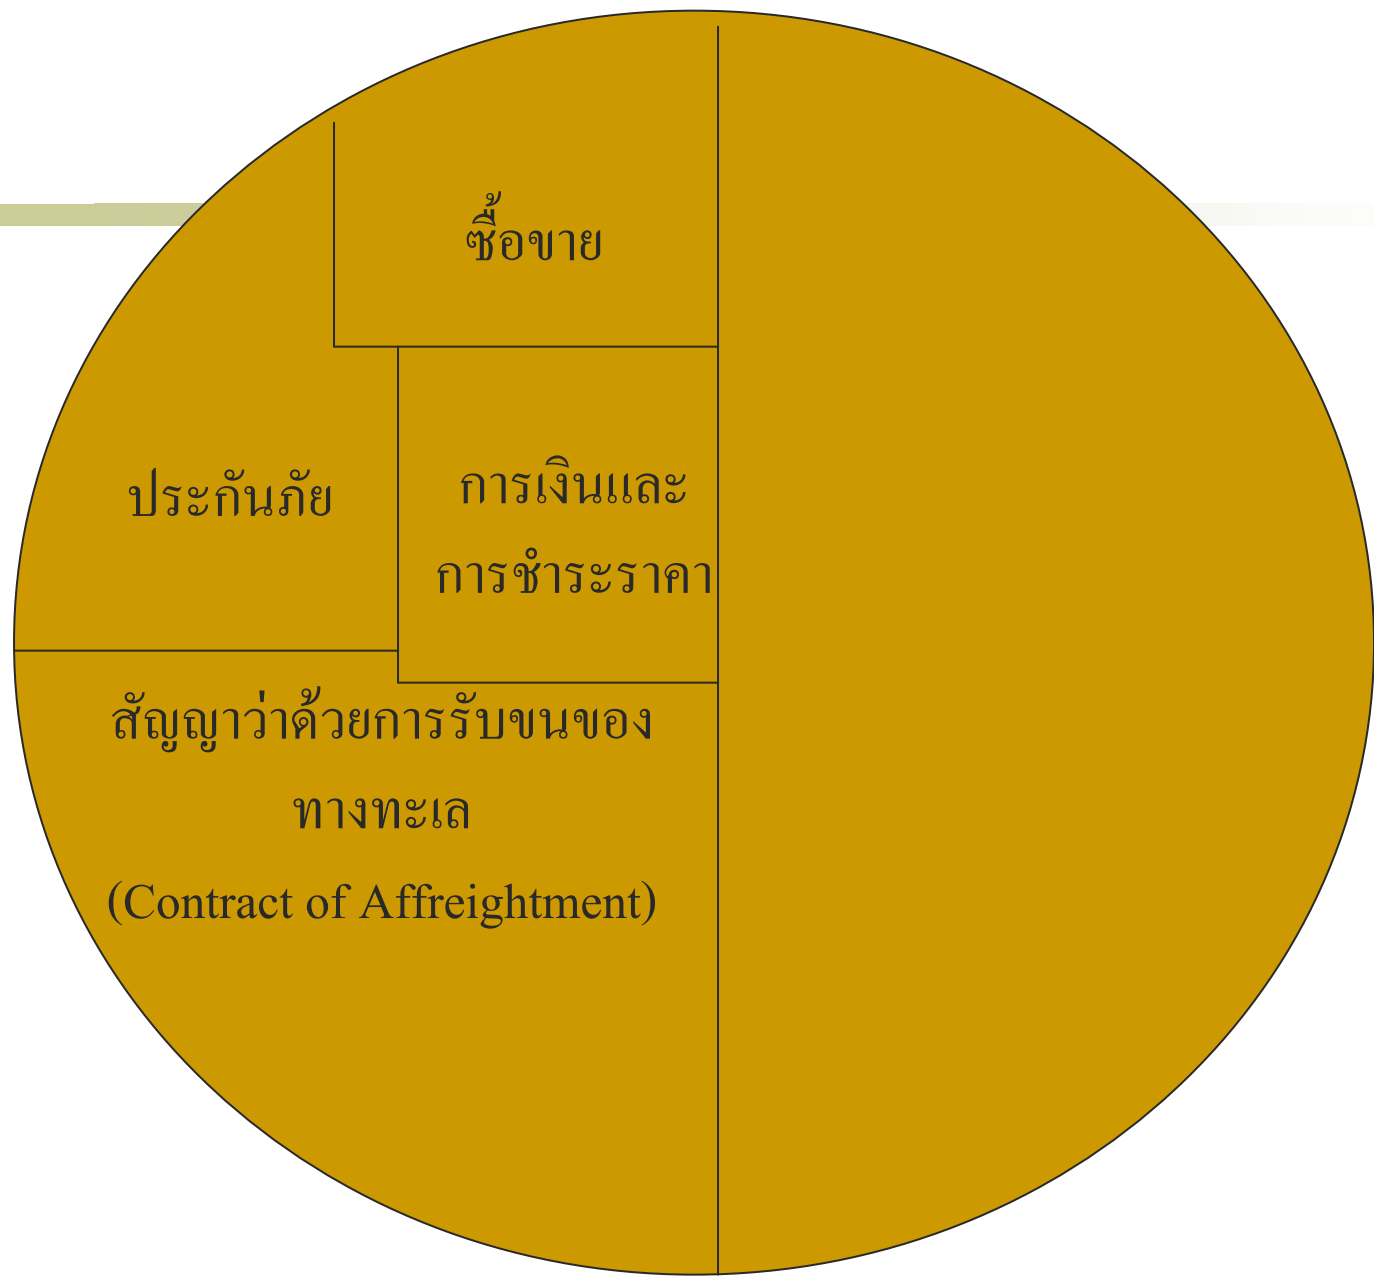 ซื้อขาย
ประกันภัย
การเงินและ
การชำระราคา
สัญญาว่าด้วยการรับขนของ
ทางทะเล
(Contract of Affreightment)